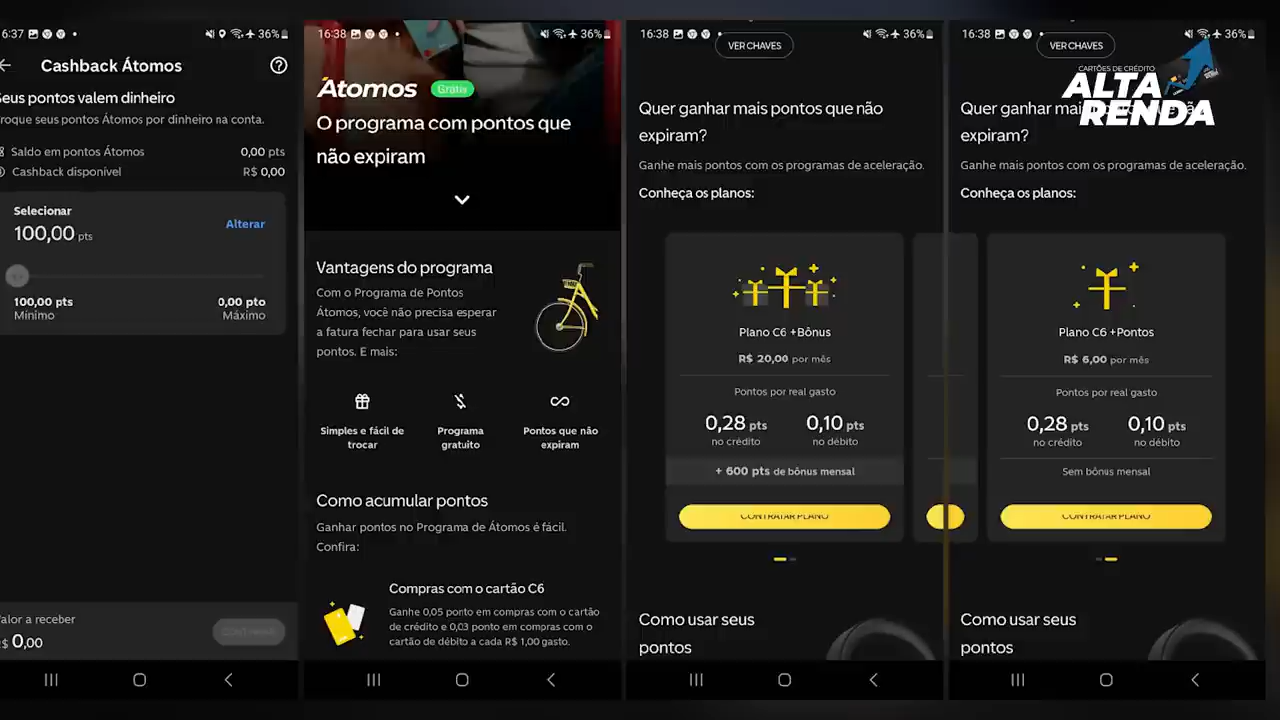 6:37
36%
Cashback Átomos
Seus pontos valem dinheiro
roque seus pontos Átomos por dinheiro na conta.
Saldo em pontos Átomos 0,00 pts
Cashback disponível R$ 0,00
Selecionar
100,00 pts
Alterar
100,00 pts
Mínimo
0,00 pto
Máximo
alor a receber
0,00
16:38
36%
Átomos Grátis
O programa com pontos que
não expiram
Vantagens do programa
Com o Programa de Pontos
Átomos, você não precisa esperar
a fatura fechar para usar seus
pontos. E mais:
Simples e fácil de
trocar
Programa
gratuito
Pontos que não
expiram
Como acumular pontos
Ganhar pontos no Programa de Átomos é fácil.
Confira:
Compras com o cartão C6
Ganhe 0,05 ponto em compras com o cartão
de crédito e 0,03 ponto em compras com o
cartão de débito a cada R$ 1,00 gasto.
16:38
36%
VER CHAVES
Quer ganhar mais pontos que não
expiram?
Ganhe mais pontos com os programas de aceleração.
Conheça os planos:
Plano C6 +Bônus
R$ 20,00 por mês
Pontos por real gasto
0,28 pts 0,10 pts
no crédito no débito
+ 600 pts de bônus mensal
CONTRATAR PLANO
Como usar seus
pontos
16:38
36%
VER CHAVES
CARTÕES DE CRÉDITO
ALTA
RENDA
Quer ganhar mai
expiram?
Ganhe mais pontos com os programas de aceleração.
Conheça os planos:
Plano C6 +Pontos
R$ 6,00 por mês
Pontos por real gasto
0,28 pts 0,10 pts
no crédito no débito
Sem bônus mensal
CONTRATAR PLANO
Como usar seus
pontos